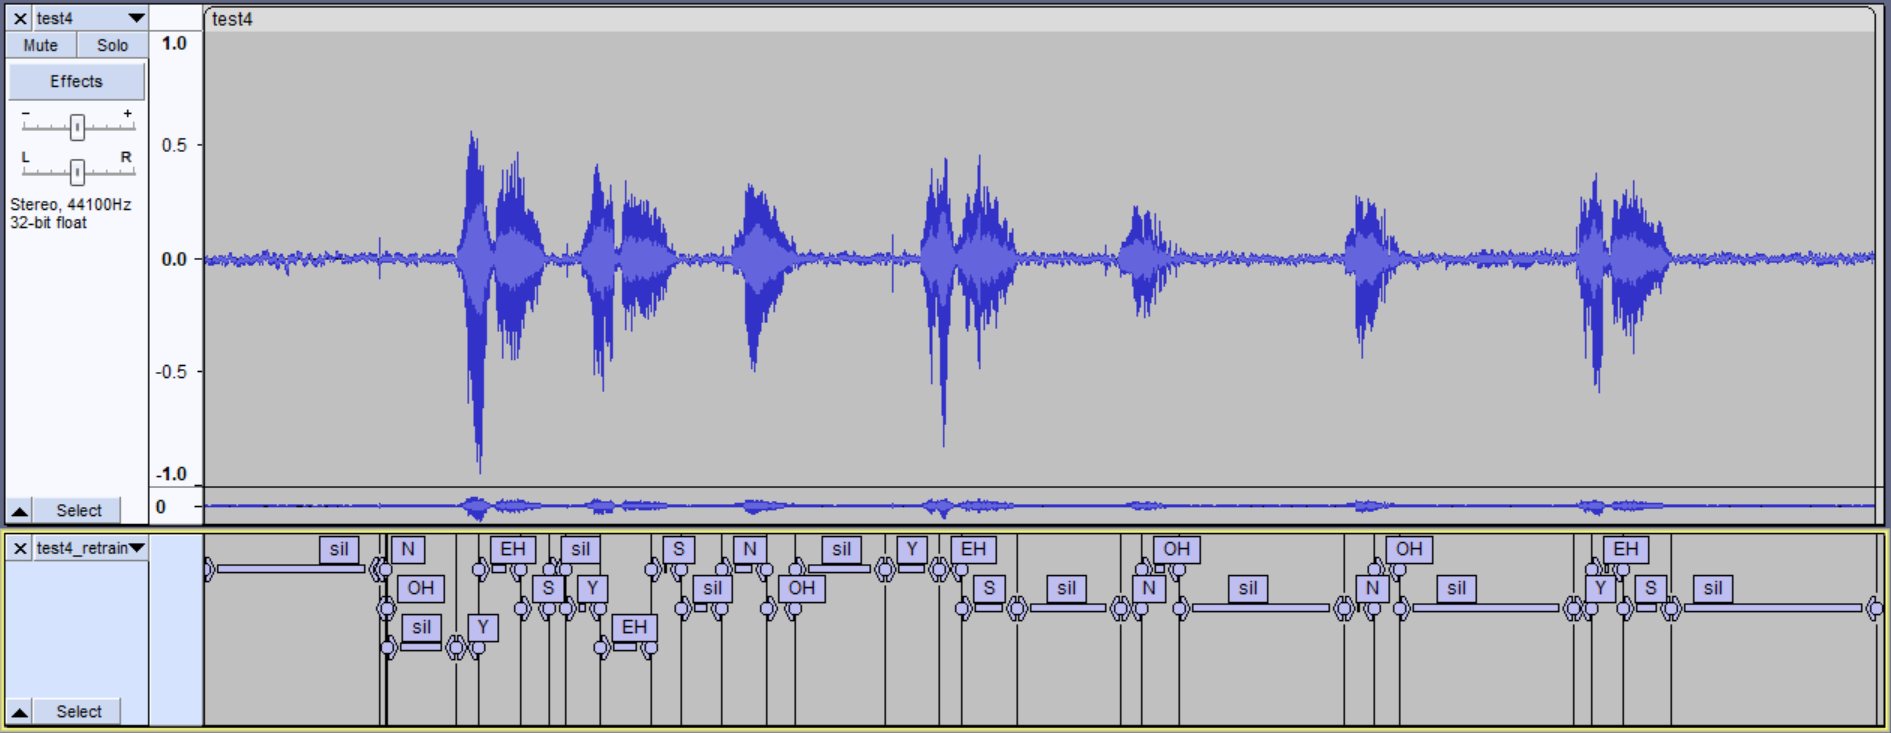 test4
test4
Mute Solo
1.0
Effects
- +
0.5
L R
Stereo, 44100Hz
32-bit float
0.0
-0.5
-1.0
Select
0
test4_retrain
sil N EH sil S N sil Y EH OH OH EH
OH S Y sil OH S sil N sil N sil Y S sil
sil Y EH
Select